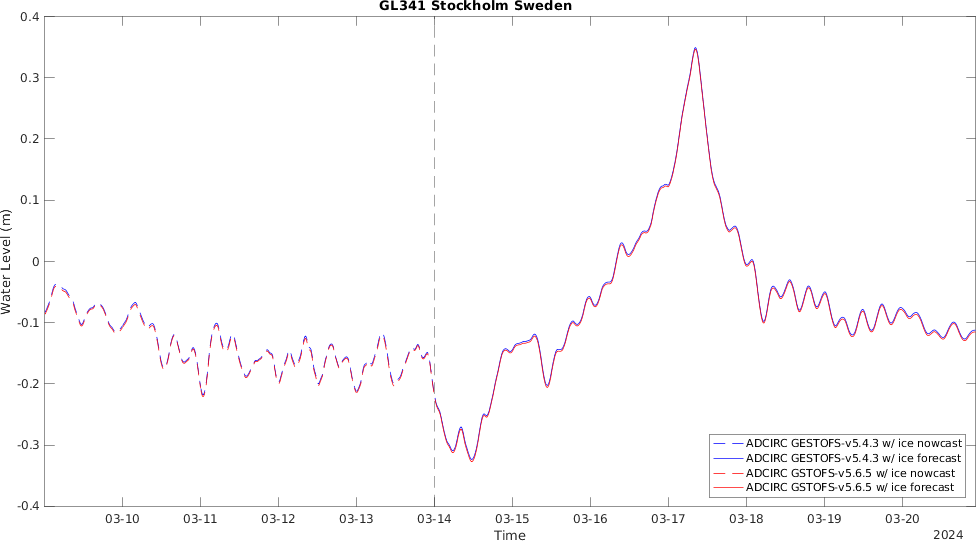 GL341 Stockholm Sweden
0.4
0.3
0.2
0.1
0
-0.1
-0.2
-0.3
-0.4
Water Level (m)
ADCIRC GESTOFS-v5.4.3 w/ ice nowcast
ADCIRC GESTOFS-v5.4.3 w/ ice forecast
ADCIRC GSTOFS-v5.6.5 w/ ice nowcast
ADCIRC GSTOFS-v5.6.5 w/ ice forecast
03-10 03-11 03-12 03-13 03-14 03-15 03-16 03-17 03-18 03-19 03-20
Time
2024